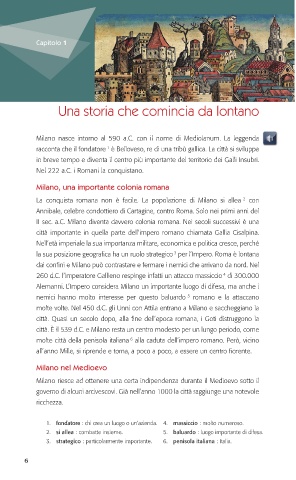 Capitolo 1
Una storia che comincia da lontano
Milano nasce intorno al 590 a.C. con il nome di Mediolanum. La leggenda
racconta che il fondatore 1 è Belloveso, re di una tribù gallica. La città si sviluppa
in breve tempo e diventa il centro più importante del territorio dei Galli Insubri.
Nel 222 a.C. i Romani la conquistano.
Milano, una importante colonia romana
La conquista romana non è facile. La popolazione di Milano si allea 2 con
Annibale, celebre condottiero di Cartagine, contro Roma. Solo nei primi anni del
II sec. a.C. Milano diventa davvero colonia romana. Nei secoli successivi è una
città importante in quella parte dell'impero romano chiamata Gallia Cisalpina.
Nell'età imperiale la sua importanza militare, economica e politica cresce, perché
la sua posizione geografica ha un ruolo strategico 3 per l'Impero. Roma è lontana
dai confini e Milano può contrastare e fermare i nemici che arrivano da nord. Nel
260 d.C. l'imperatore Gallieno respinge infatti un attacco massiccio 4 di 300.000
Alemanni. L'Impero considera Milano un importante luogo di difesa, ma anche i
nemici hanno molto interesse per questo baluardo 5 romano e la attaccano
molte volte. Nel 450 d.C. gli Unni con Attila entrano a Milano e saccheggiano la
città. Quasi un secolo dopo, alla fine dell'epoca romana, i Goti distruggono la
città. È il 539 d.C. e Milano resta un centro modesto per un lungo periodo, come
molte città della penisola italiana 6 alla caduta dell'impero romano. Però, vicino
all'anno Mille, si riprende e torna, a poco a poco, a essere un centro fiorente.
Milano nel Medioevo
Milano riesce ad ottenere una certa indipendenza durante il Medioevo sotto il
governo di alcuni arcivescovi. Già nell'anno 1000 la città raggiunge una notevole
ricchezza.
1. fondatore : chi crea un luogo o un'azienda.
2. si allea : combatte insieme.
3. strategico : particolarmente importante.
4. massiccio : molto numeroso.
5. baluardo : luogo importante di difesa.
6. penisola italiana : Italia.
6